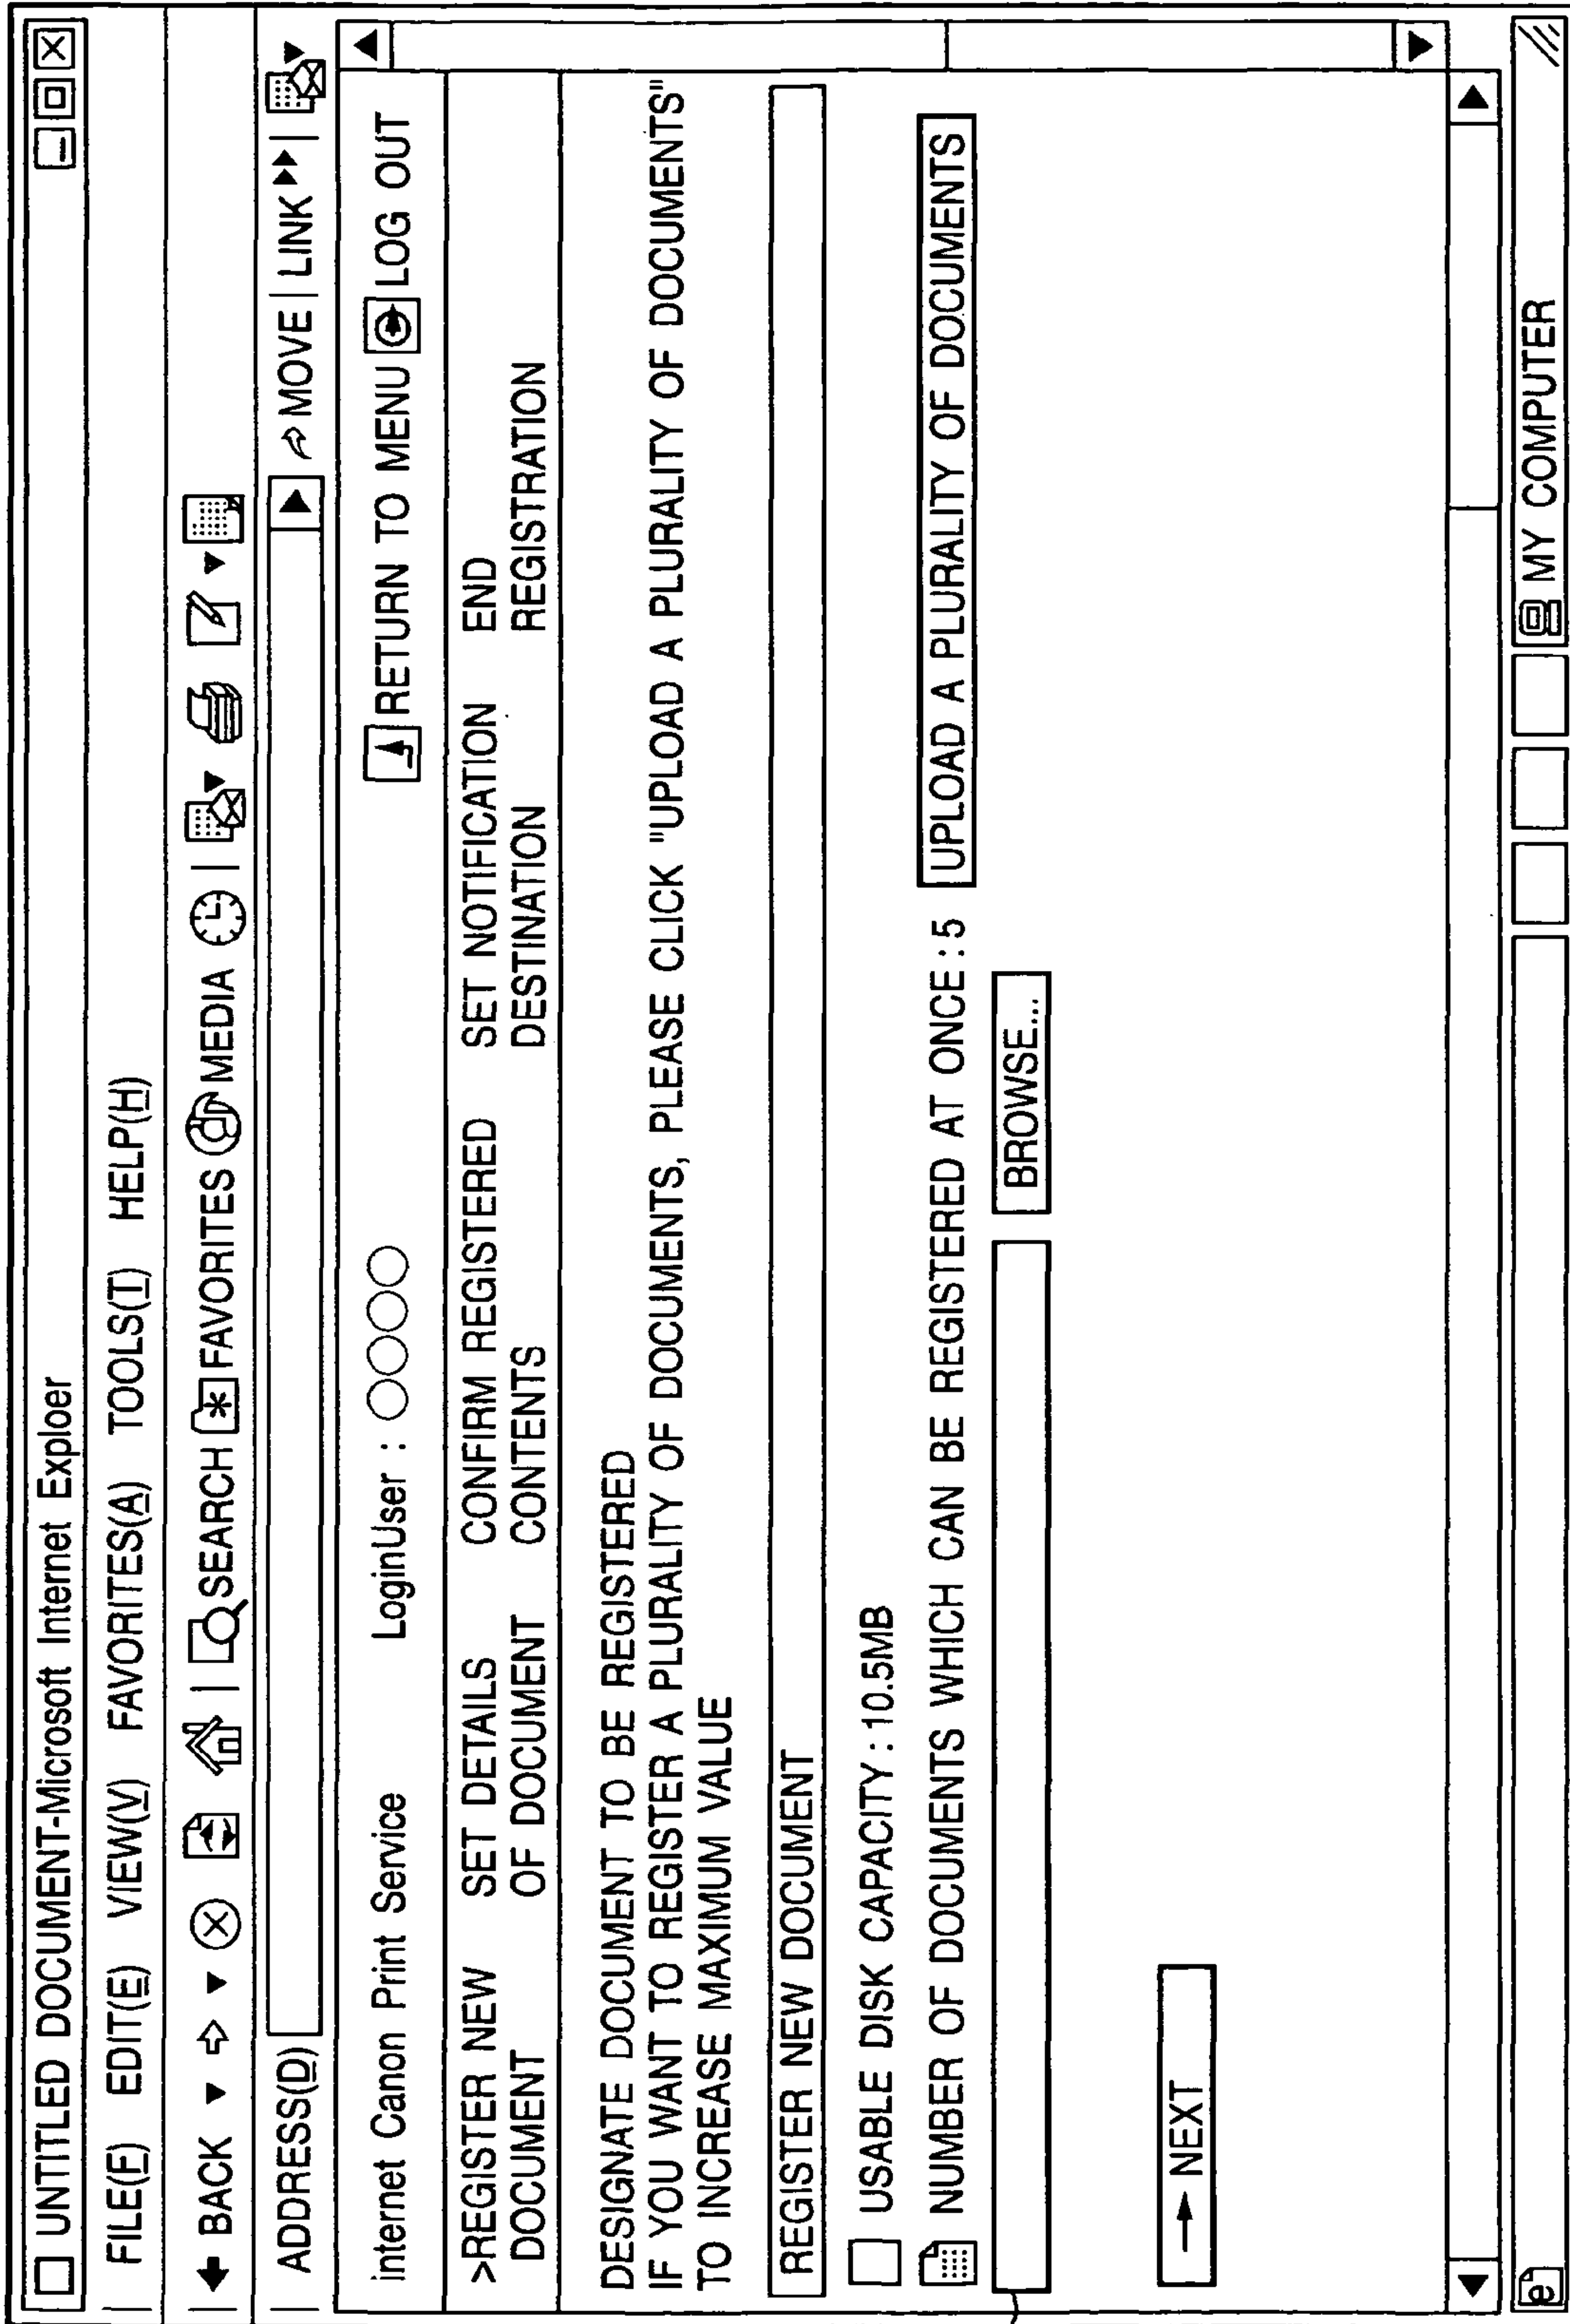 UNTITLED DOCUMENT-Microsoft Internet Exploer
FILE(F) EDIT(E) VIEW(V) FAVORITES(A) TOOLS(T) HELP(H)
BACK SEARCH FAVORITES MEDIA
ADDRESS(D) MOVE LINK
internet Canon Print Service LoginUser : ○○○○ RETURN TO MENU LOG OUT
>REGISTER NEW SET DETAILS CONFIRM REGISTERED SET NOTIFICATION END
DOCUMENT OF DOCUMENT CONTENTS DESTINATION REGISTRATION
DESIGNATE DOCUMENT TO BE REGISTERED
IF YOU WANT TO REGISTER A PLURALITY OF DOCUMENTS, PLEASE CLICK "UPLOAD A PLURALITY OF DOCUMENTS"
TO INCREASE MAXIMUM VALUE
REGISTER NEW DOCUMENT
USABLE DISK CAPACITY : 10.5MB
NUMBER OF DOCUMENTS WHICH CAN BE REGISTERED AT ONCE : 5 UPLOAD A PLURALITY OF DOCUMENTS
BROWSE...
→ NEXT
e MY COMPUTER